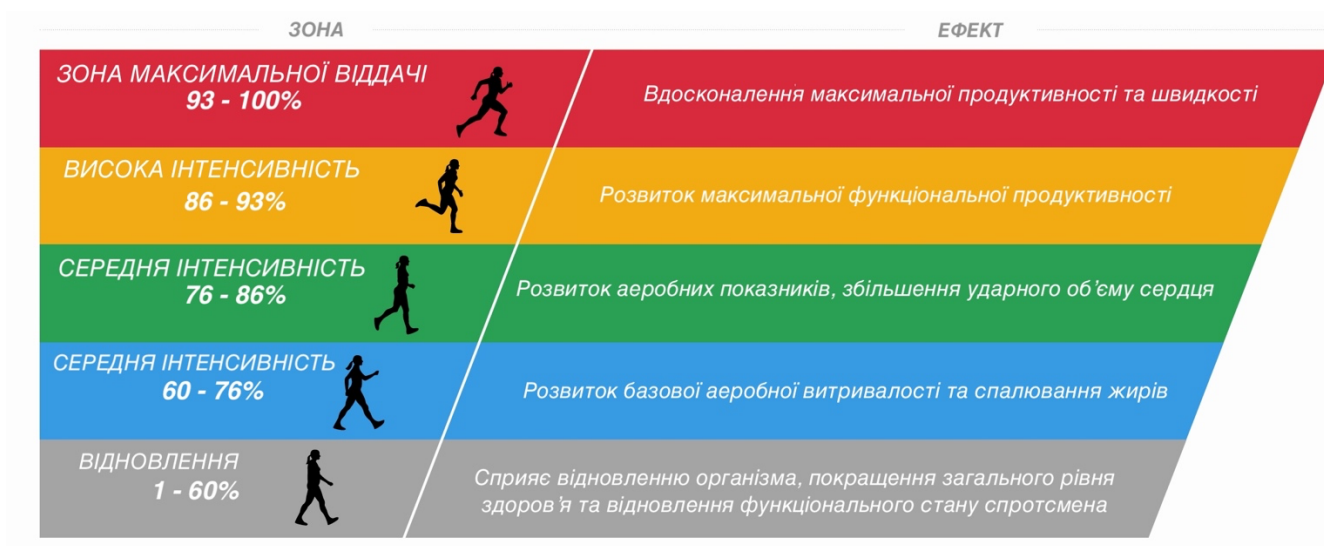 ЗОНА
ЕФЕКТ
ЗОНА МАКСИМАЛЬНОЇ ВІДДАЧІ
93 - 100%
Вдосконалення максимальної продуктивності та швидкості
ВИСОКА ІНТЕНСИВНІСТЬ
86 - 93%
Розвиток максимальної функціональної продуктивності
СЕРЕДНЯ ІНТЕНСИВНІСТЬ
76 - 86%
Розвиток аеробних показників, збільшення ударного об’єму сердця
СЕРЕДНЯ ІНТЕНСИВНІСТЬ
60 - 76%
Розвиток базової аеробної витривалості та спалювання жирів
ВІДНОВЛЕННЯ
1 - 60%
Сприяє відновленню організма, покращення загального рівня
здоров’я та відновлення функціонального стану спротсмена